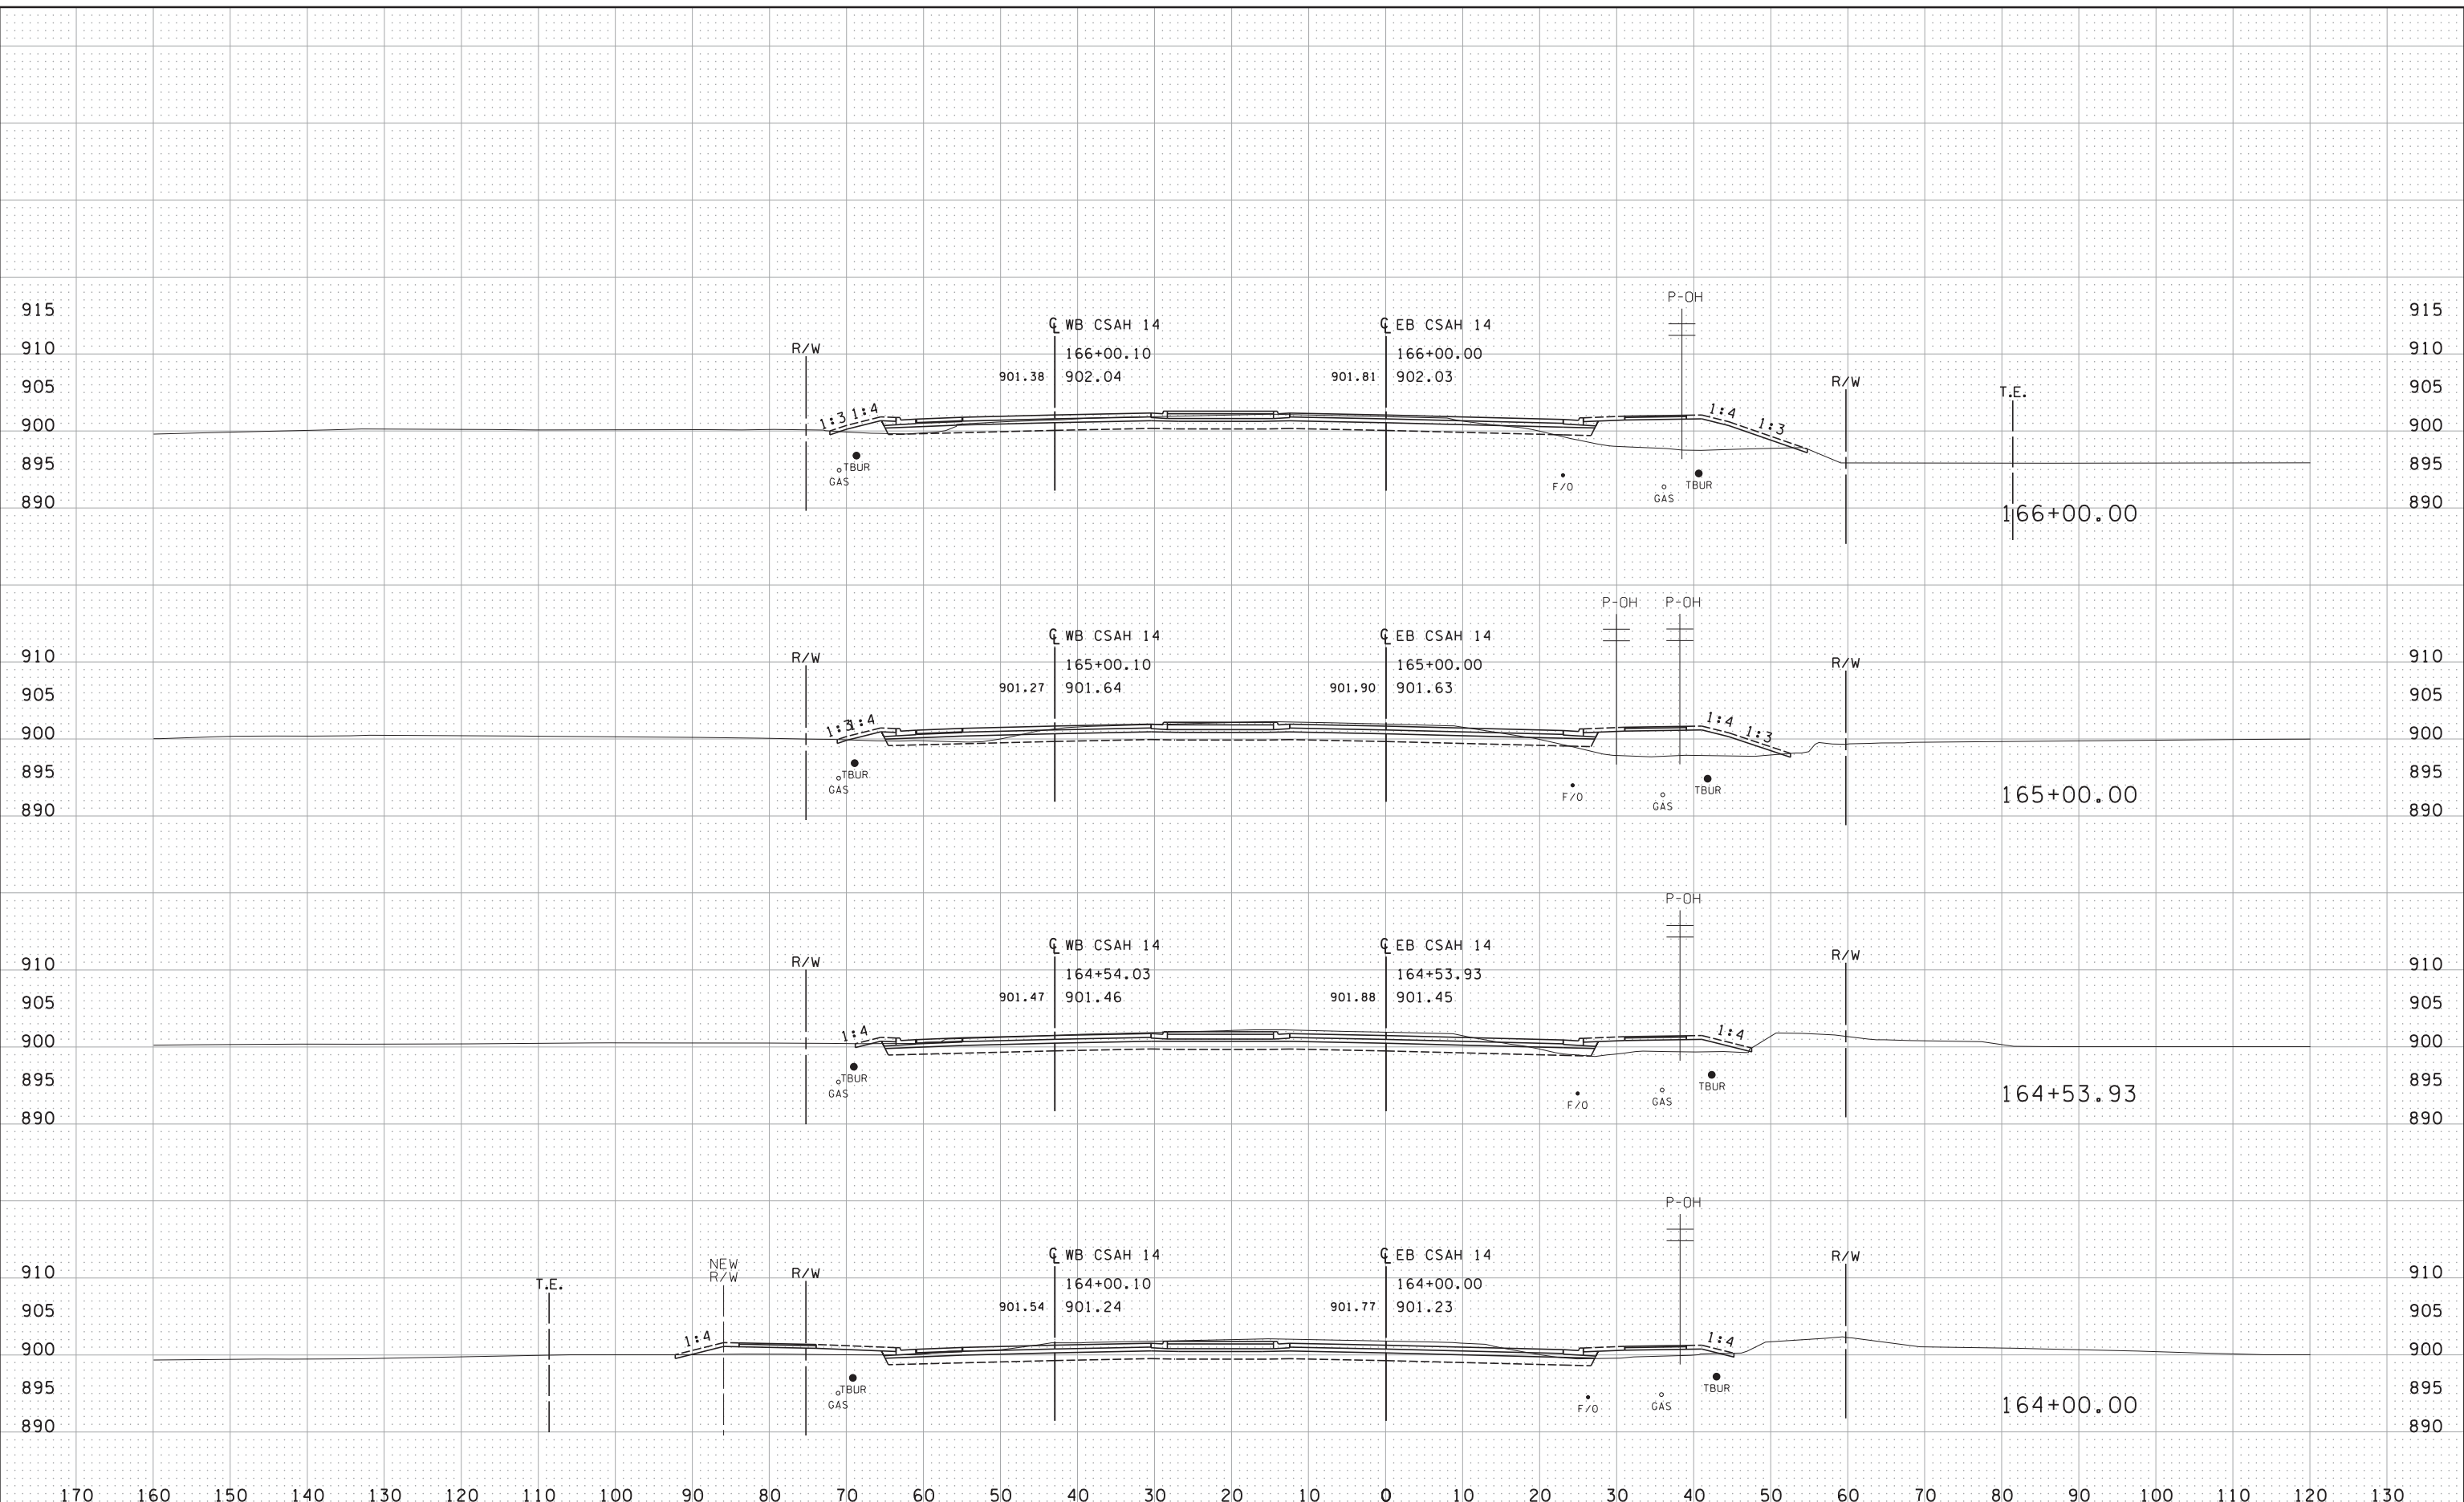 P-OH
915 915
℄ WB CSAH 14 ℄ EB CSAH 14
910 R/W 166+00.10 166+00.00 910
905 901.38 902.04 901.81 902.03 R/W T.E. 905
900 1:3 1:4 1:4 1:3 900
895 TBUR 895
GAS F/O GAS TBUR
890 166+00.00 890
P-OH P-OH
℄ WB CSAH 14 ℄ EB CSAH 14
910 R/W 165+00.10 165+00.00 R/W 910
905 901.27 901.64 901.90 901.63 905
900 1:3 1:4 1:4 1:3 900
895 TBUR 895
GAS F/O GAS TBUR
890 165+00.00 890
P-OH
℄ WB CSAH 14 ℄ EB CSAH 14
910 R/W 164+54.03 164+53.93 R/W 910
905 901.47 901.46 901.88 901.45 905
900 1:4 1:4 900
895 TBUR TBUR 895
GAS F/O GAS 164+53.93
890 890
P-OH
℄ WB CSAH 14 ℄ EB CSAH 14 R/W
NEW
R/W
910 T.E. R/W 164+00.10 164+00.00 910
905 901.54 901.24 901.77 901.23 905
900 1:4 1:4 900
895 TBUR TBUR 895
GAS F/O GAS 164+00.00
890 890
170 160 150 140 130 120 110 100 90 80 70 60 50 40 30 20 10 0 10 20 30 40 50 60 70 80 90 100 110 120 130